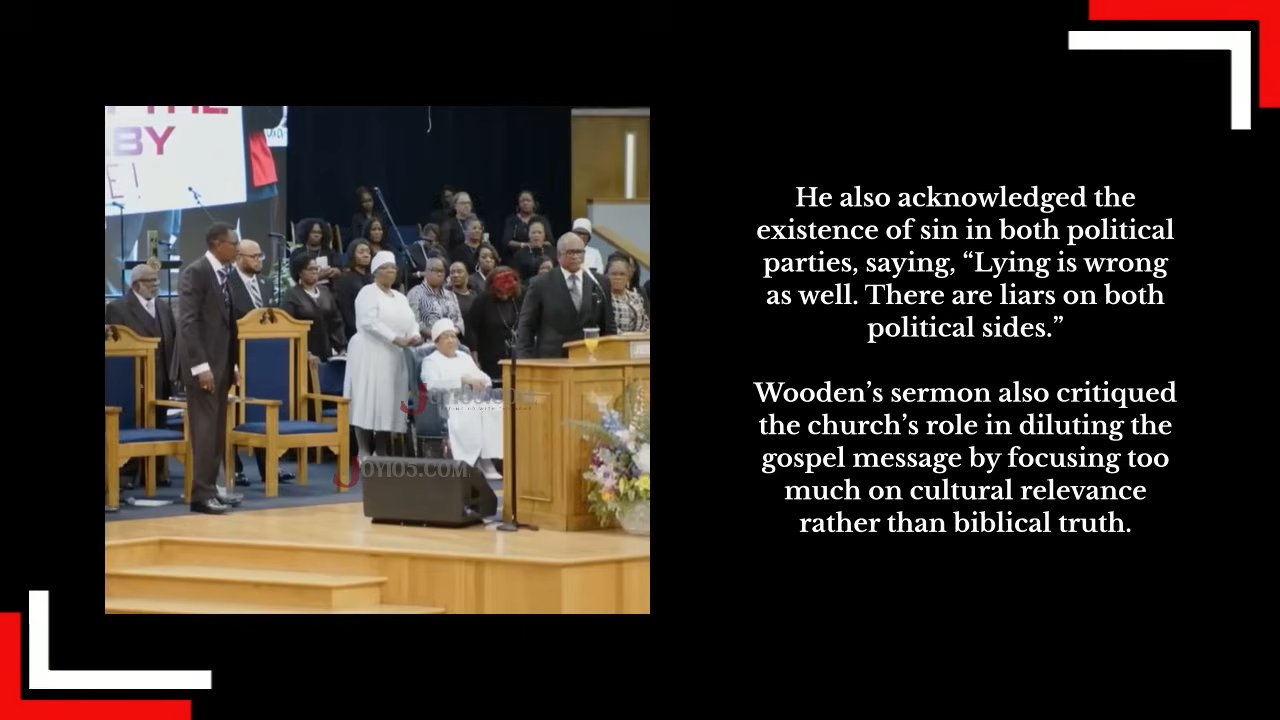 BY
E!
He also acknowledged the
existence of sin in both political
parties, saying, “Lying is wrong
as well. There are liars on both
political sides.”
Wooden’s sermon also critiqued
the church’s role in diluting the
gospel message by focusing too
much on cultural relevance
rather than biblical truth.
JOY105.COM
JOY105.COM